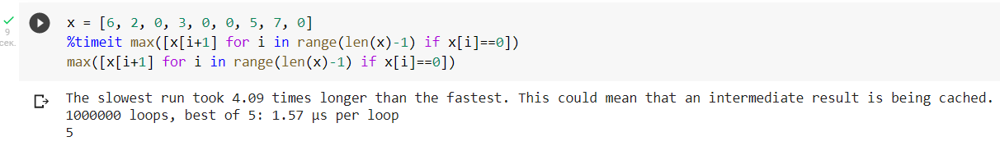 x = [6, 2, 0, 3, 0, 0, 5, 7, 0]
%timeit max([x[i+1] for i in range(len(x)-1) if x[i]==0])
max([x[i+1] for i in range(len(x)-1) if x[i]==0])
9
сек.
The slowest run took 4.09 times longer than the fastest. This could mean that an intermediate result is being cached.
1000000 loops, best of 5: 1.57 µs per loop
5